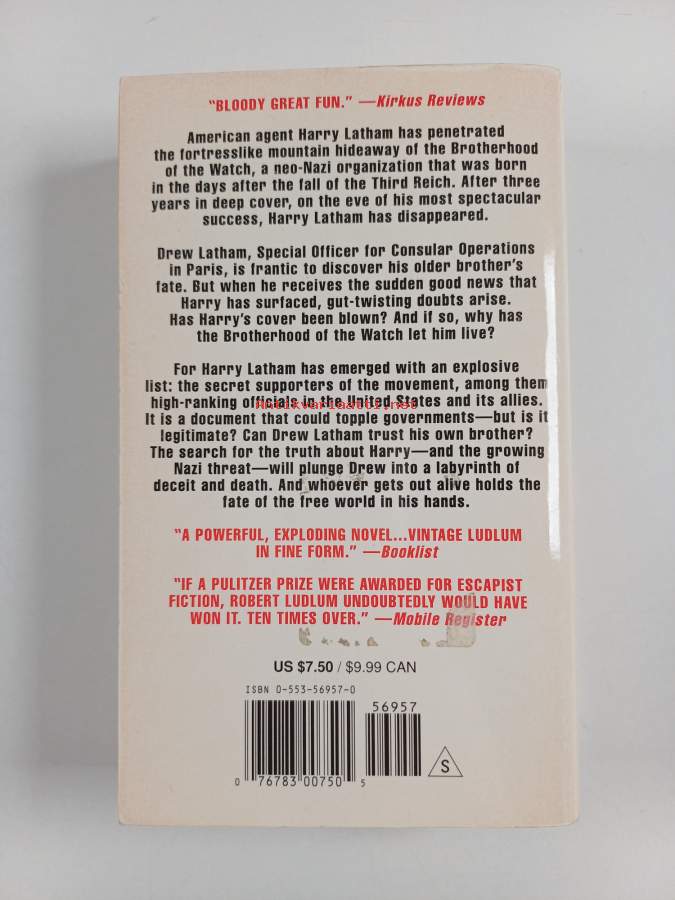 "BLOODY GREAT FUN." —Kirkus Reviews
American agent Harry Latham has penetrated
the fortresslike mountain hideaway of the Brotherhood
of the Watch, a neo-Nazi organization that was born
in the days after the fall of the Third Reich. After three
years in deep cover, on the eve of his most spectacular
success, Harry Latham has disappeared.
Drew Latham, Special Officer for Consular Operations
in Paris, is frantic to discover his older brother's
fate. But when he receives the sudden good news that
Harry has surfaced, gut-twisting doubts arise.
Has Harry's cover been blown? And if so, why has
the Brotherhood of the Watch let him live?
For Harry Latham has emerged with an explosive
list: the secret supporters of the movement, among them
high-ranking officials in the United States and its allies.
Antikvariaatti.net
It is a document that could topple governments—but is it
legitimate? Can Drew Latham trust his own brother?
The search for the truth about Harry—and the growing
Nazi threat—will plunge Drew into a labyrinth of
deceit and death. And whoever gets out alive holds the
fate of the free world in his hands.
"A POWERFUL, EXPLODING NOVEL...VINTAGE LUDLUM
IN FINE FORM." —Booklist
"IF A PULITZER PRIZE WERE AWARDED FOR ESCAPIST
FICTION, ROBERT LUDLUM UNDOUBTEDLY WOULD HAVE
WON IT. TEN TIMES OVER." —Mobile Register
US $7.50 / $9.99 CAN
ISBN 0-553-56957-0
56957
S
0 76783 00750 5